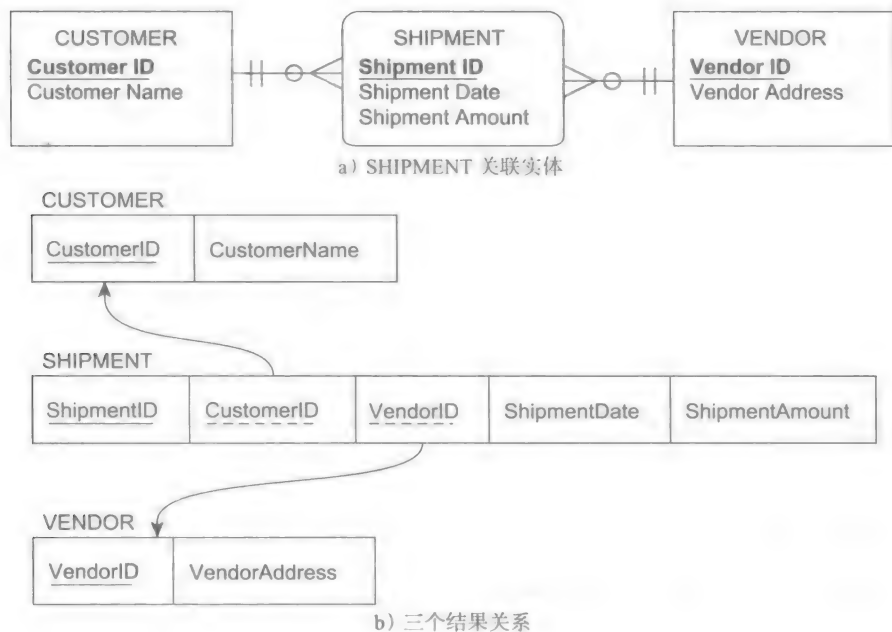 CUSTOMER
Customer ID
Customer Name
SHIPMENT
Shipment ID
Shipment Date
Shipment Amount
VENDOR
Vendor ID
Vendor Address
a) SHIPMENT 关联实体
CUSTOMER
CustomerID CustomerName
SHIPMENT
ShipmentID CustomerID VendorID ShipmentDate ShipmentAmount
VENDOR
VendorID VendorAddress
b) 三个结果关系